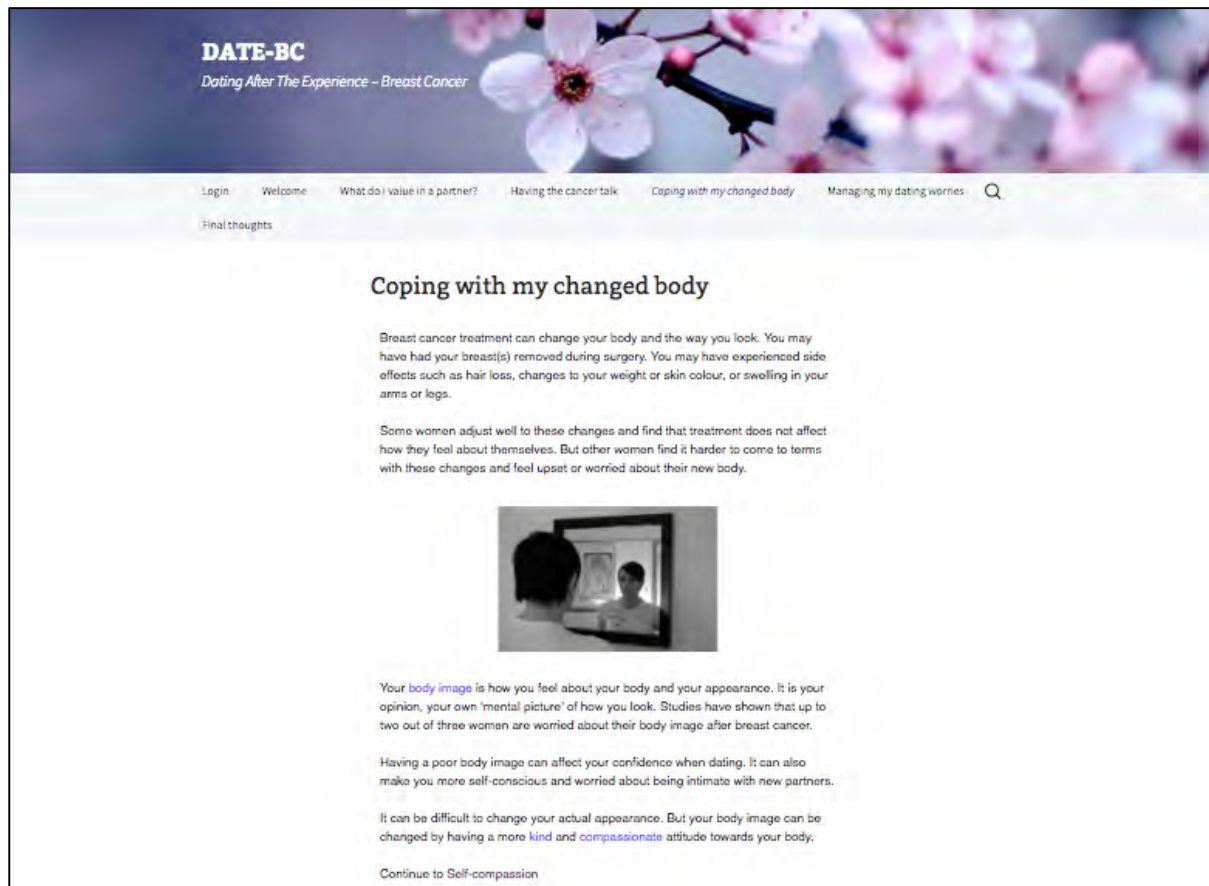 DATE-BC
Dating After The Experience – Breast Cancer
Login Welcome What do I value in a partner? Having the cancer talk Coping with my changed body Managing my dating worries
Final thoughts
Coping with my changed body
Breast cancer treatment can change your body and the way you look. You may
have had your breast(s) removed during surgery. You may have experienced side
effects such as hair loss, changes to your weight or skin colour, or swelling in your
arms or legs.
Some women adjust well to these changes and find that treatment does not affect
how they feel about themselves. But other women find it harder to come to terms
with these changes and feel upset or worried about their new body.
Your body image is how you feel about your body and your appearance. It is your
opinion, your own ‘mental picture’ of how you look. Studies have shown that up to
two out of three women are worried about their body image after breast cancer.
Having a poor body image can affect your confidence when dating. It can also
make you more self-conscious and worried about being intimate with new partners.
It can be difficult to change your actual appearance. But your body image can be
changed by having a more kind and compassionate attitude towards your body.
Continue to Self-compassion